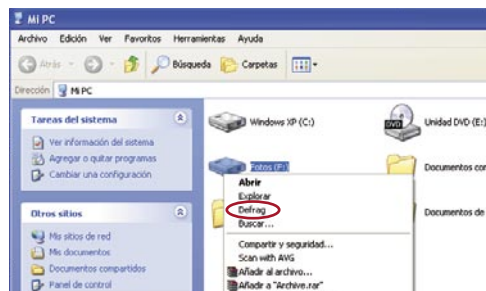 Mi PC
Archivo Edición Ver Favoritos Herramientas Ayuda
Atrás Búsqueda Carpetas
Dirección Mi PC
Tareas del sistema
Ver información del sistema
Agregar o quitar programas
Cambiar una configuración
Otros sitios
Mis sitios de red
Mis documentos
Documentos compartidos
Panel de control
Windows XP (C:)
Unidad DVD (E:)
Fotos (F:)
Documentos con
Documentos de
Abrir
Explorar
Defrag
Buscar...
Compartir y seguridad...
Scan with AVG
Añadir al archivo...
Añadir a "Archive.rar"